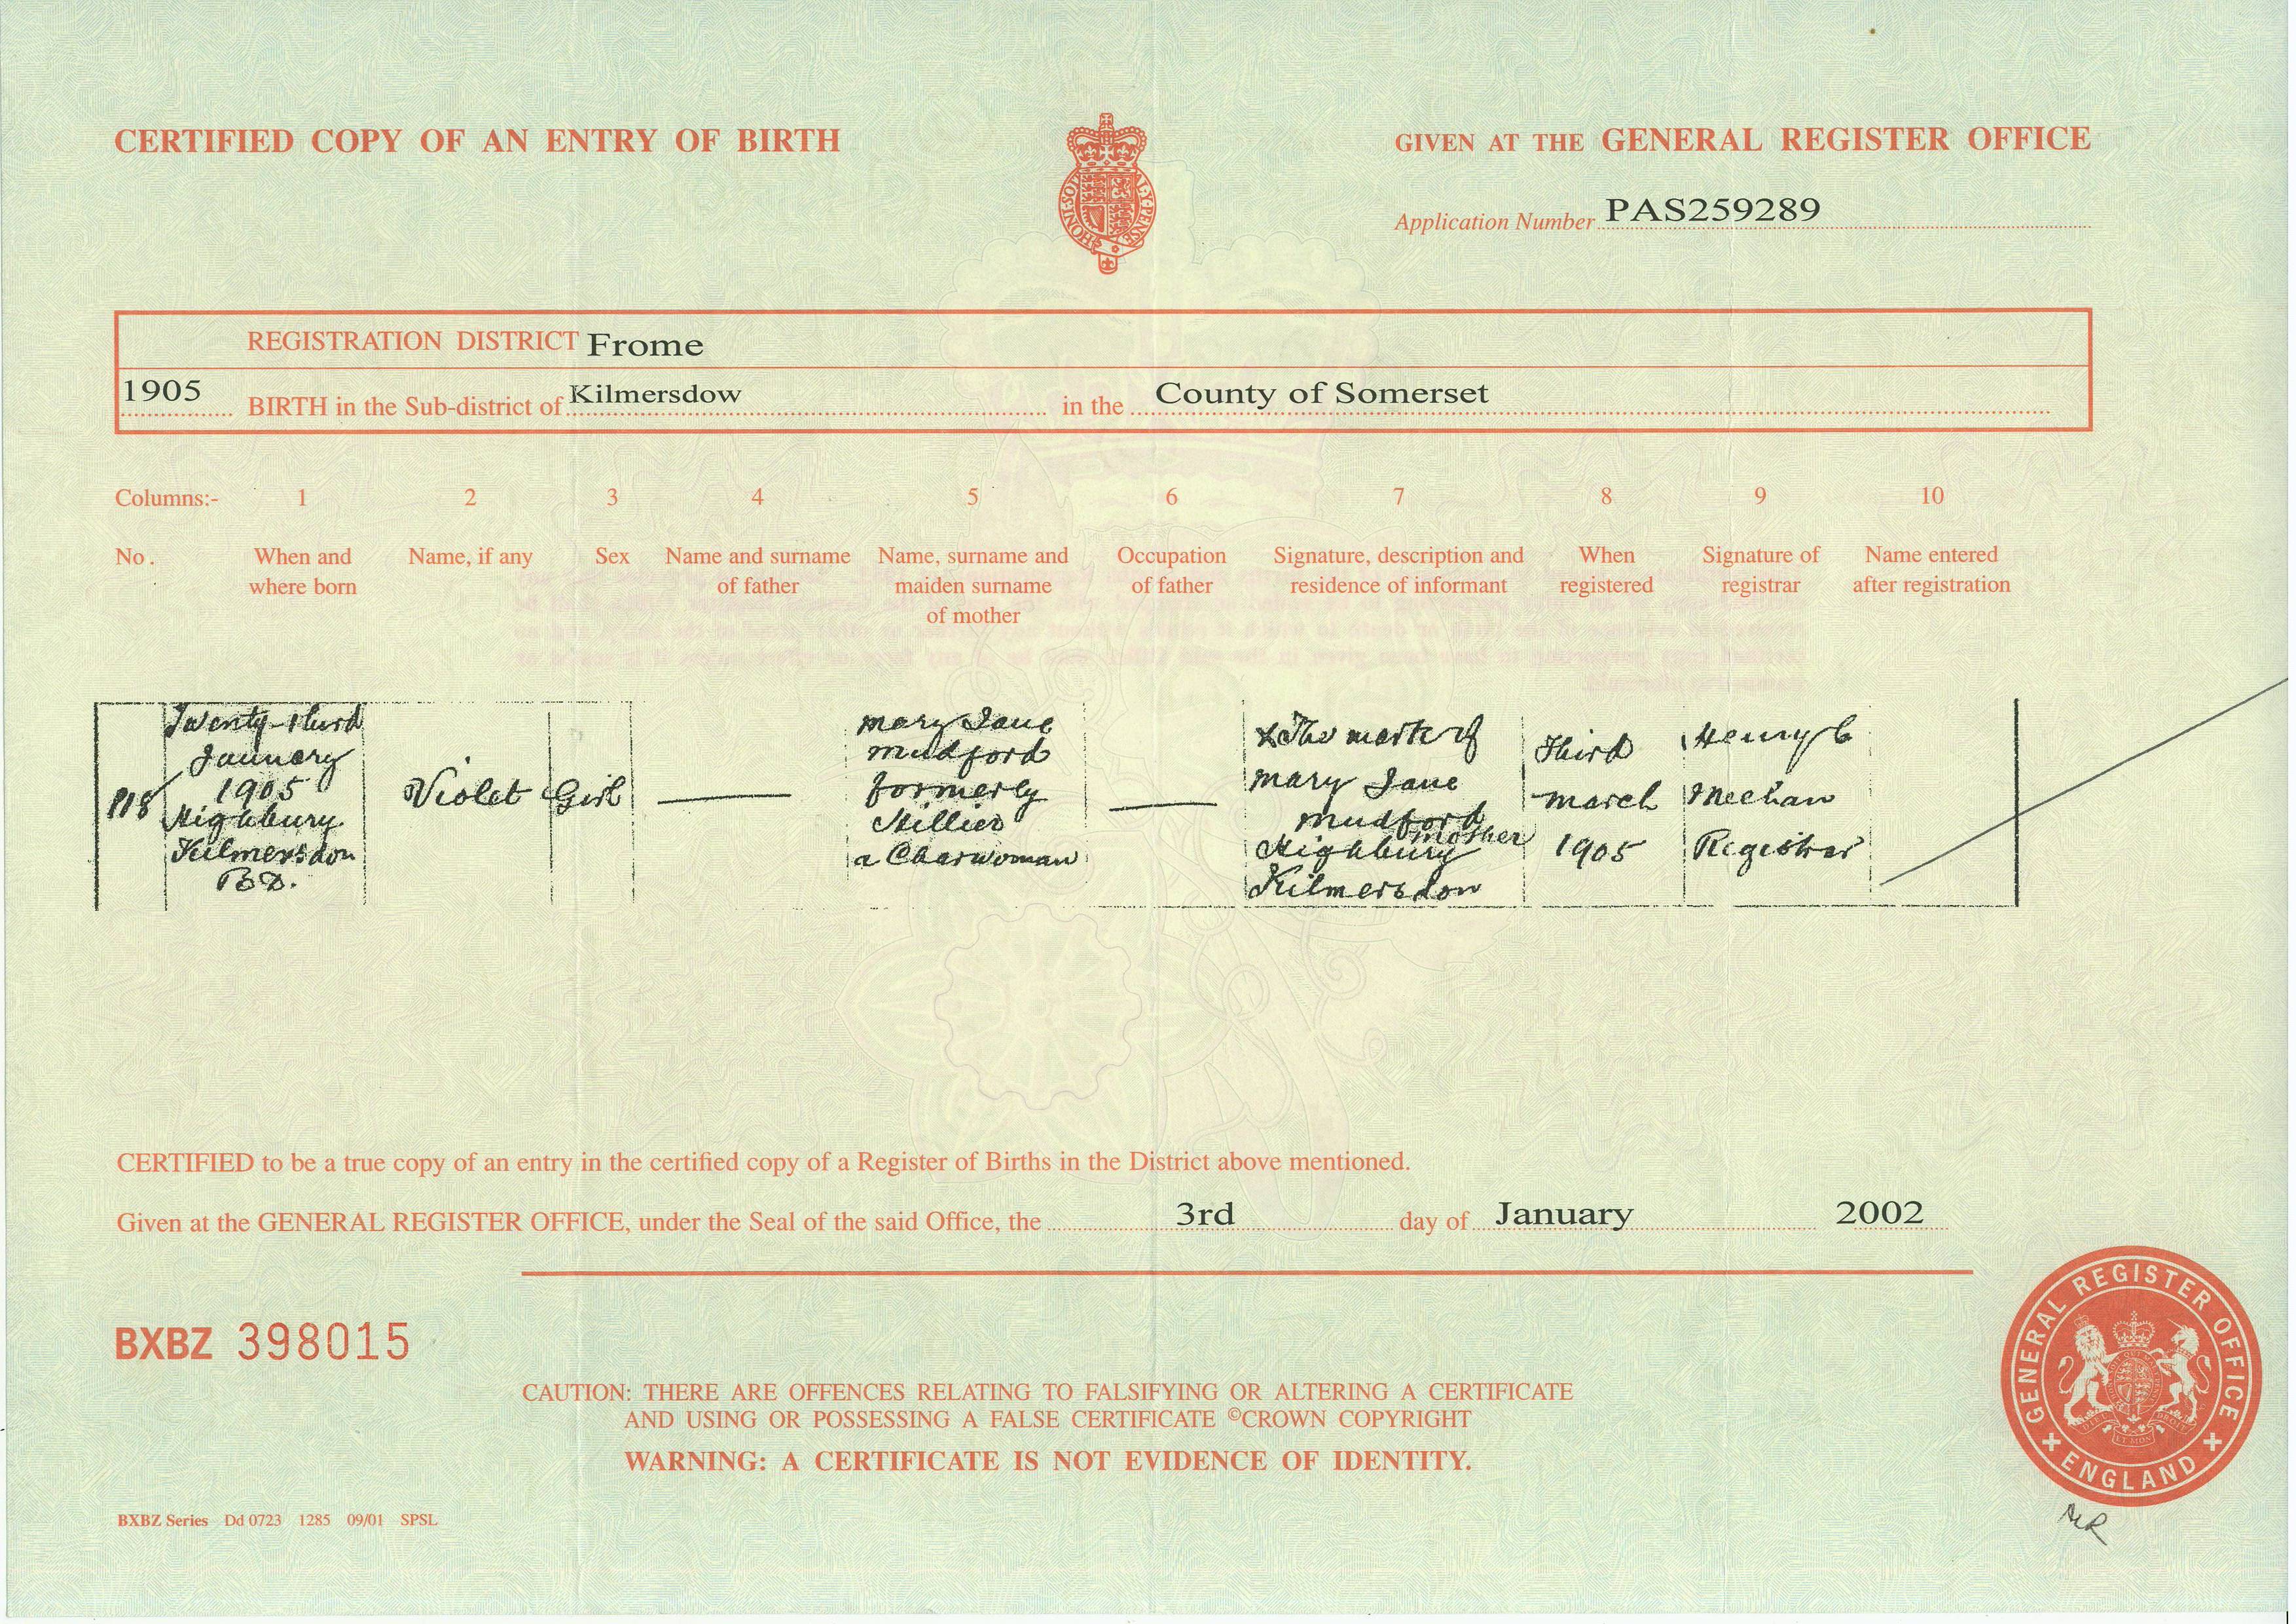 CERTIFIED COPY OF AN ENTRY OF BIRTH
GIVEN AT THE GENERAL REGISTER OFFICE
Application Number PAS259289
REGISTRATION DISTRICT Frome
1905 BIRTH in the Sub-district of Kilmersdow in the County of Somerset
Columns:- 1 2 3 4 5 6 7 8 9 10
No. When and where born Name, if any Sex Name and surname of father Name, surname and maiden surname of mother Occupation of father Signature, description and residence of informant When registered Signature of registrar Name entered after registration
118
Twenty-third
January
1905
Highbury
Kilmersdon
R.D.
Violet
Girl
Mary Jane
Mudford
formerly
Hillier
a Charwoman
X The mark of
Mary Jane
Mudford
Mother
Highbury
Kilmersdon
Third
March
1905
Henry C
Meehan
Registrar
CERTIFIED to be a true copy of an entry in the certified copy of a Register of Births in the District above mentioned.
Given at the GENERAL REGISTER OFFICE, under the Seal of the said Office, the 3rd day of January 2002
BXBZ 398015
CAUTION: THERE ARE OFFENCES RELATING TO FALSIFYING OR ALTERING A CERTIFICATE
AND USING OR POSSESSING A FALSE CERTIFICATE ©CROWN COPYRIGHT
WARNING: A CERTIFICATE IS NOT EVIDENCE OF IDENTITY.
GENERAL REGISTER OFFICE
ENGLAND
BXBZ Series Dd 0723 1285 09/01 SPSL